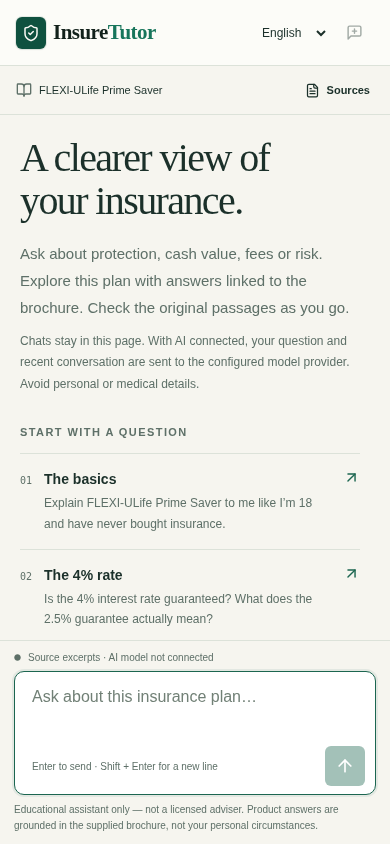 InsureTutor
English
FLEXI-ULife Prime Saver
Sources
A clearer view of
your insurance.
Ask about protection, cash value, fees or risk.
Explore this plan with answers linked to the
brochure. Check the original passages as you go.
Chats stay in this page. With AI connected, your question and
recent conversation are sent to the configured model provider.
Avoid personal or medical details.
START WITH A QUESTION
01 The basics
Explain FLEXI-ULife Prime Saver to me like I’m 18
and have never bought insurance.
02 The 4% rate
Is the 4% interest rate guaranteed? What does the
2.5% guarantee actually mean?
Source excerpts · AI model not connected
Ask about this insurance plan…
Enter to send · Shift + Enter for a new line
Educational assistant only — not a licensed adviser. Product answers are
grounded in the supplied brochure, not your personal circumstances.